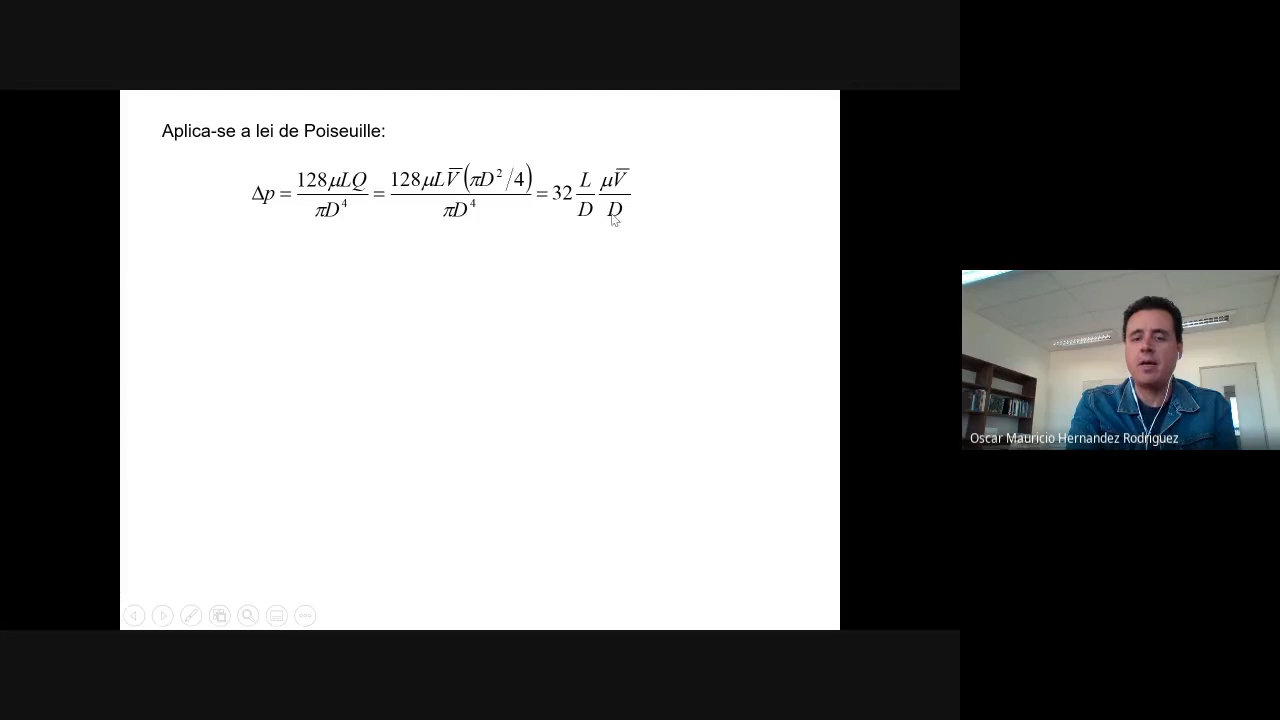 Aplica-se a lei de Poiseuille:
Δp = 128μLQ / πD⁴ = 128μLV̅(πD²/4) / πD⁴ = 32 L/D μV̅/D
Oscar Mauricio Hernandez Rodriguez